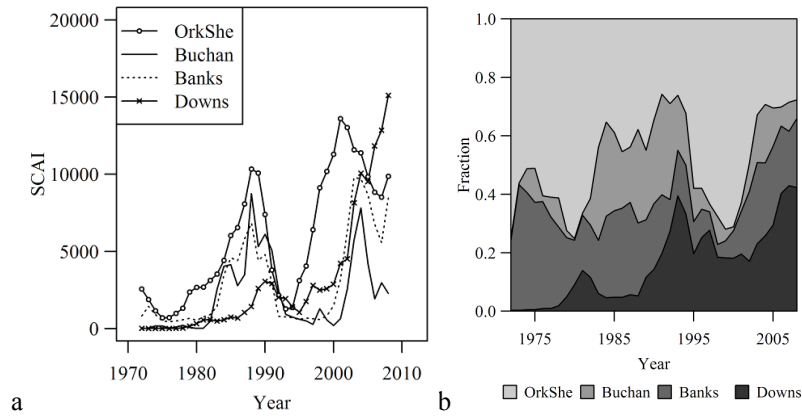 20000
15000
10000
5000
0
SCAI
OrkShe
Buchan
Banks
Downs
1970 1980 1990 2000 2010
Year
a
1.0
0.8
0.6
0.4
0.2
0.0
Fraction
1975 1985 1995 2005
Year
OrkShe Buchan Banks Downs
b